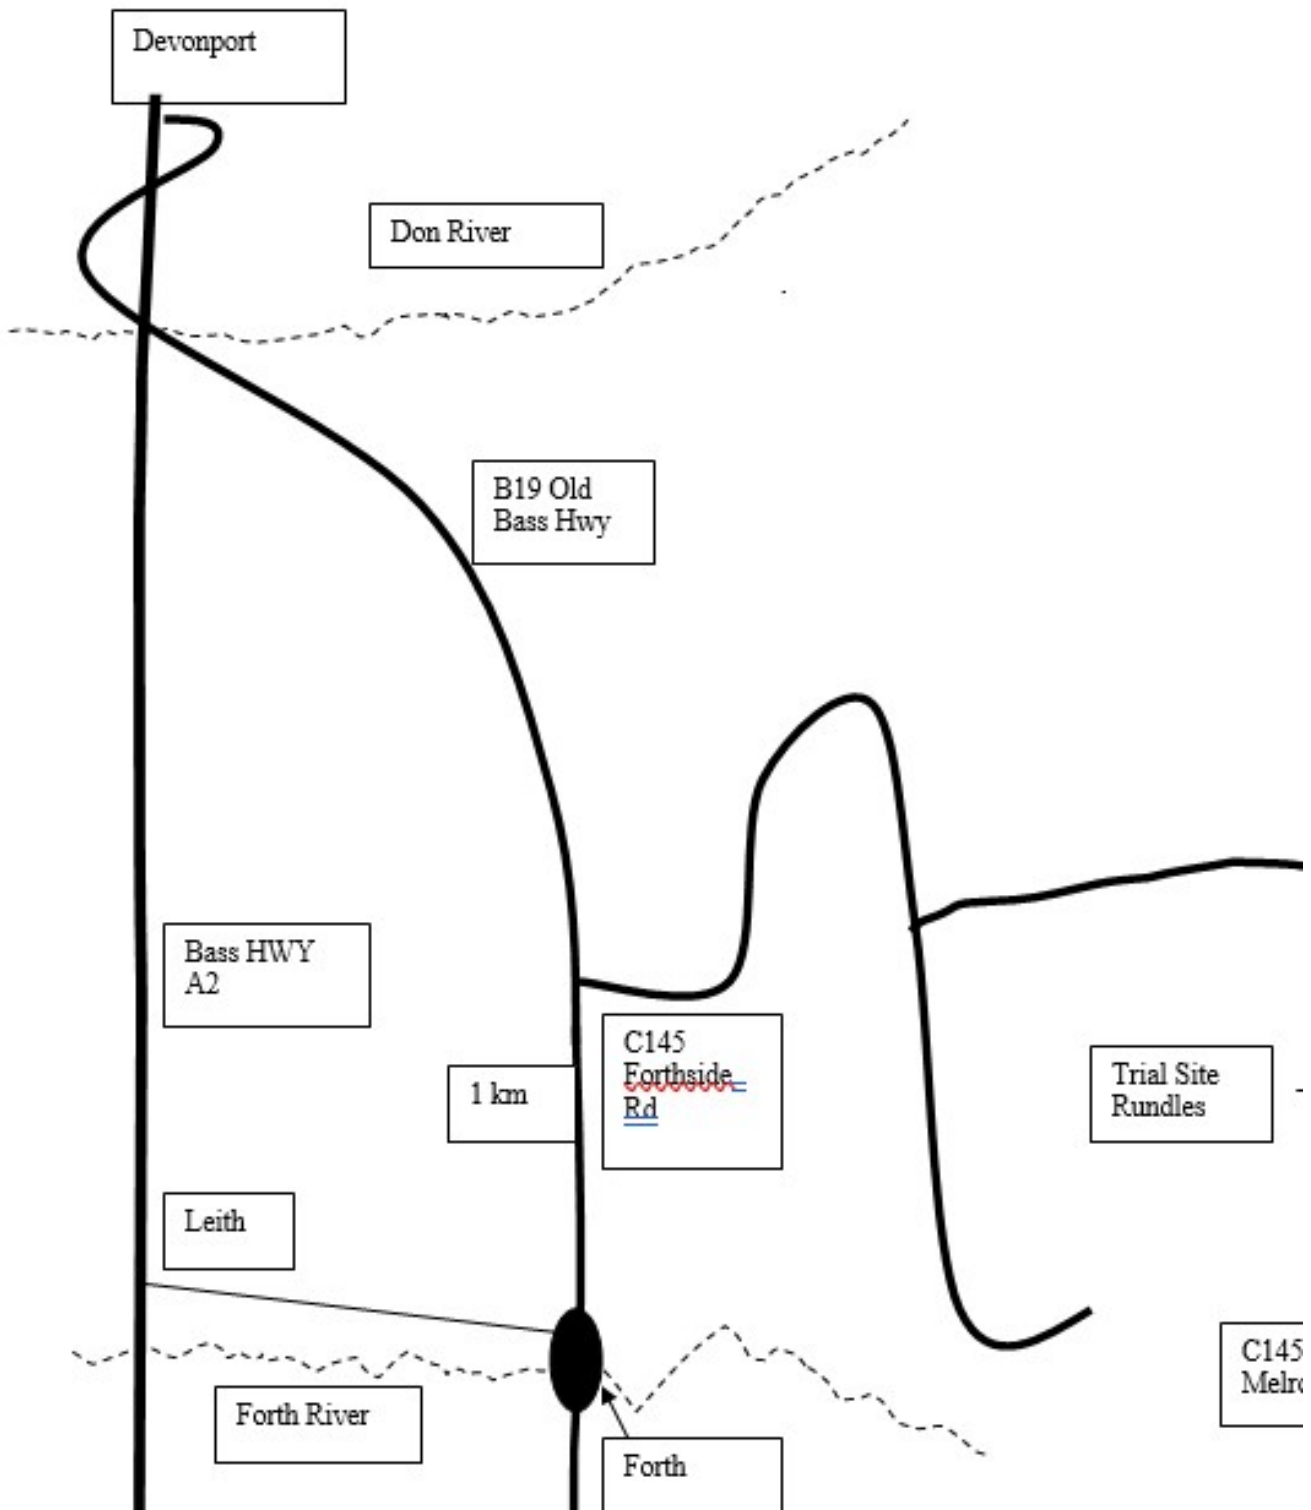 Devonport
Don River
B19 Old
Bass Hwy
Bass HWY
A2
C145
Forthside
Rd
1 km
Trial Site
Rundles
Leith
C145
Forth River
Forth